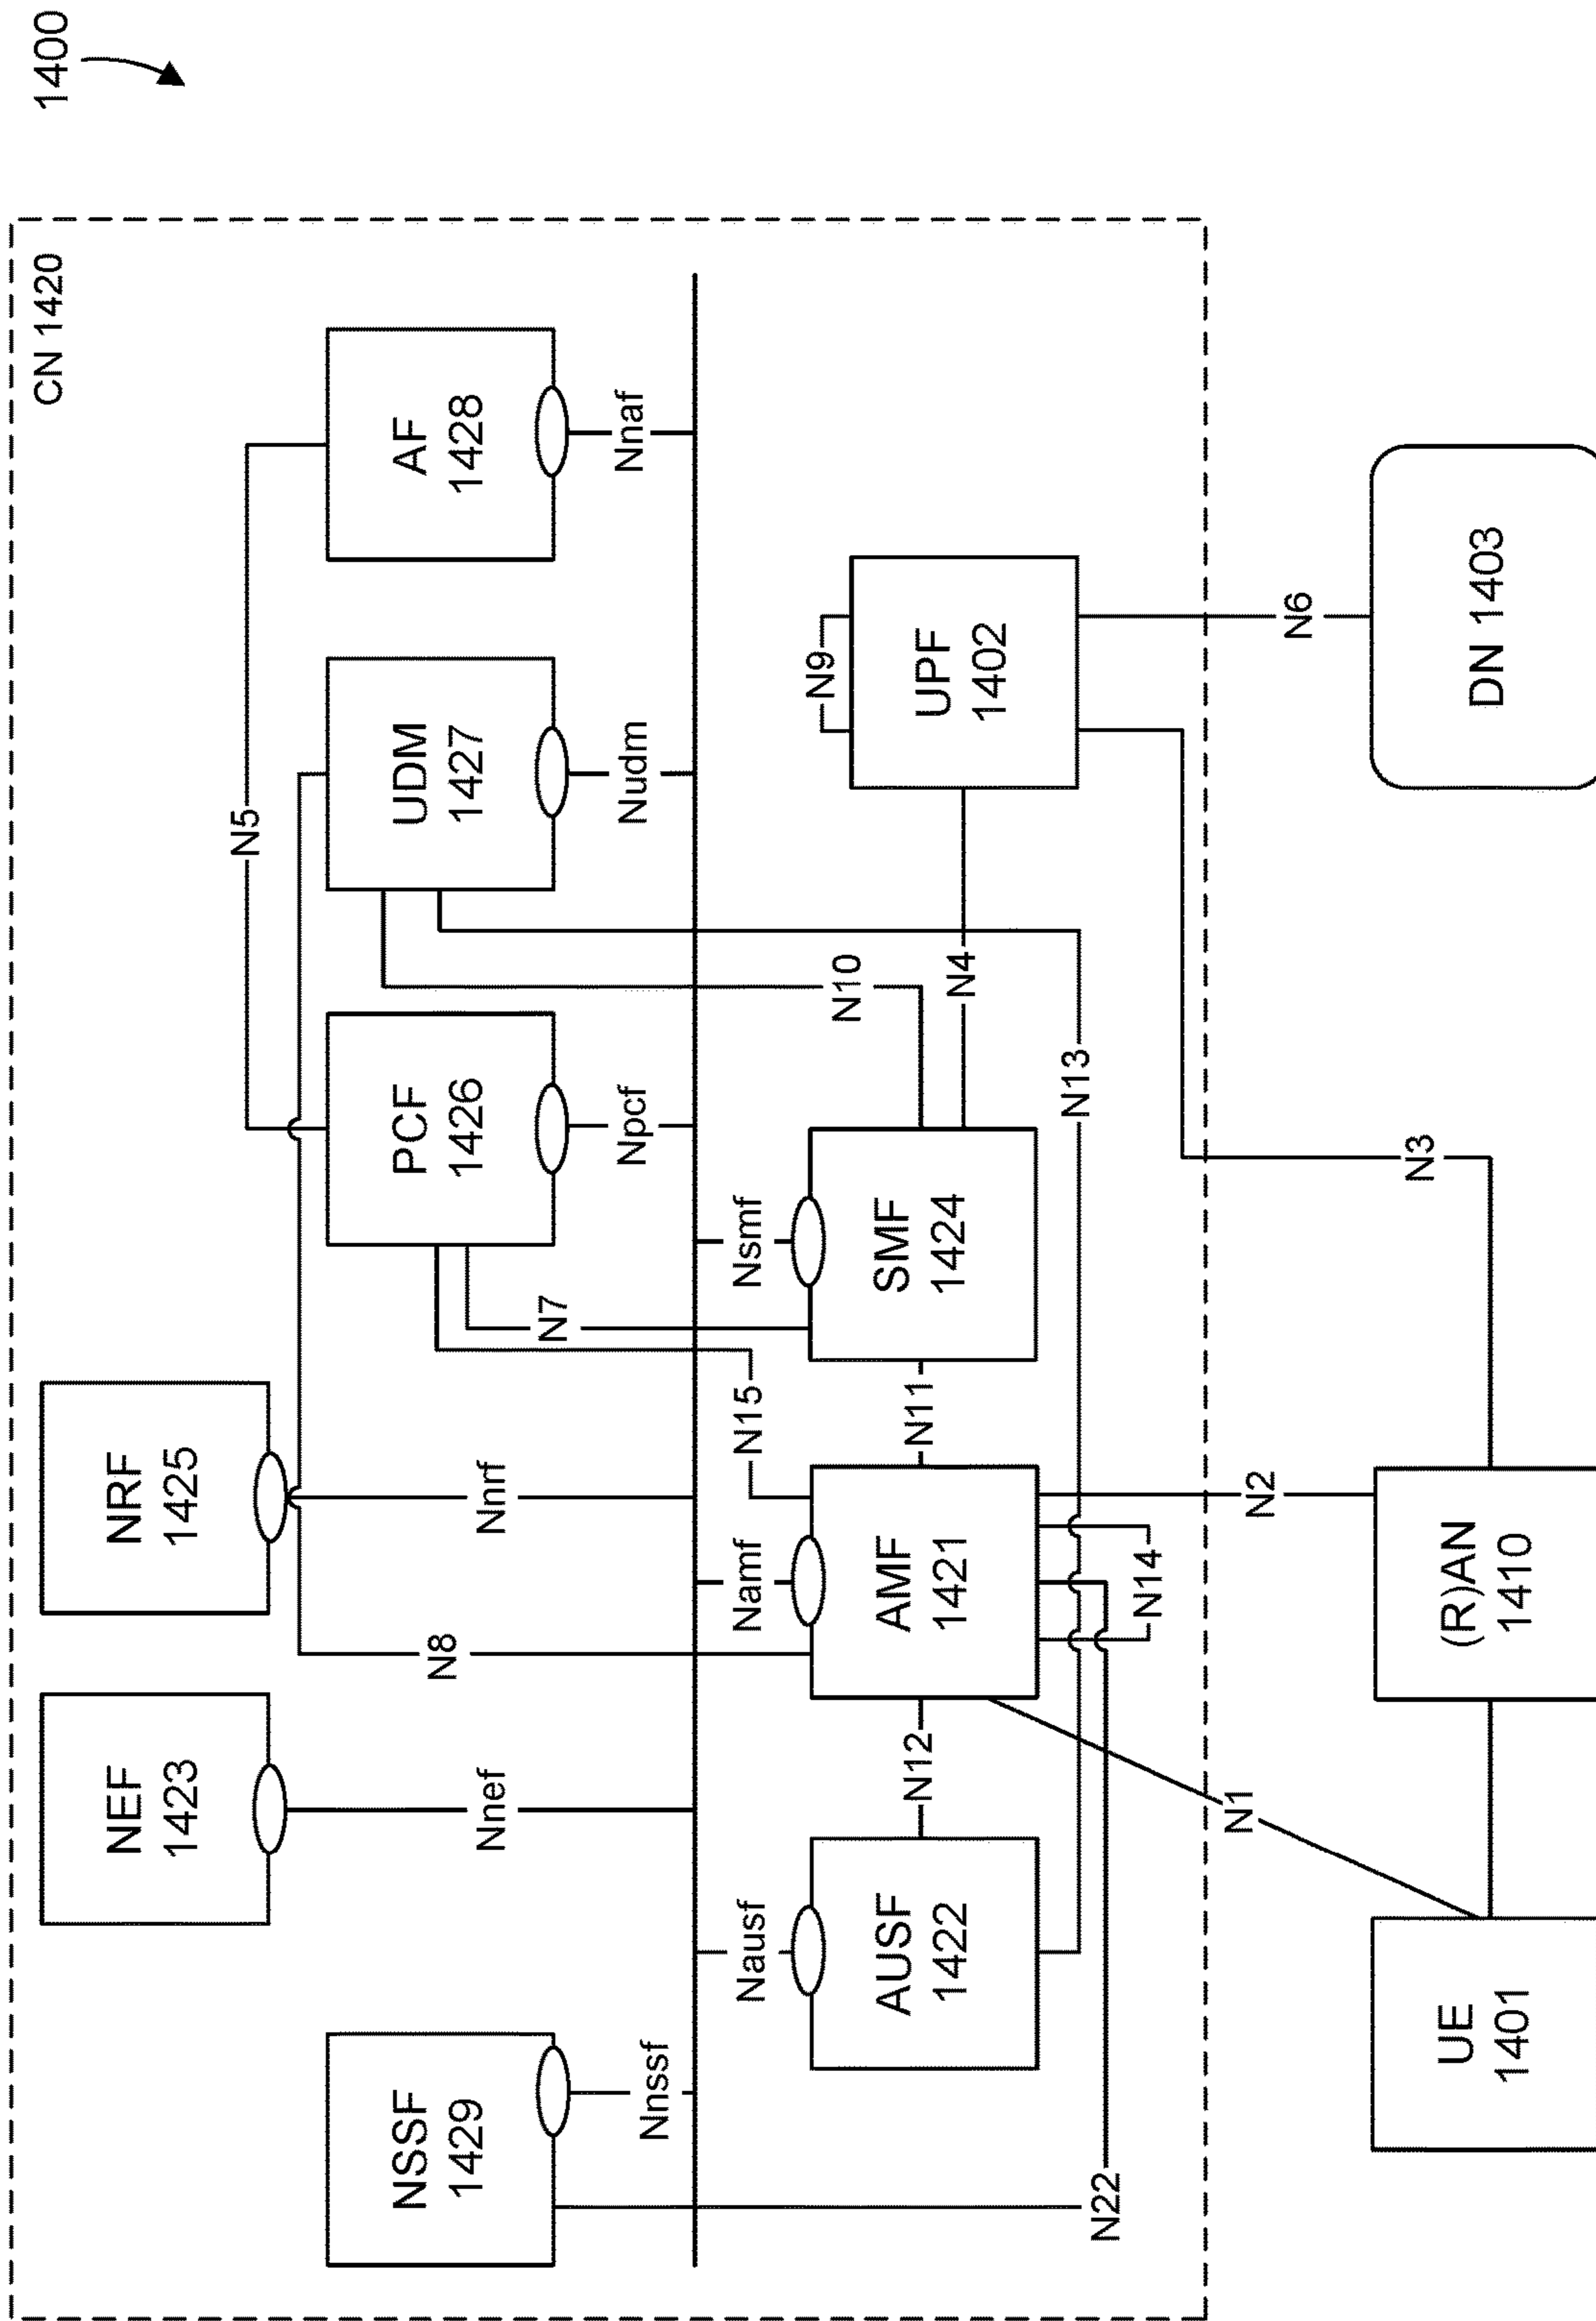 1400
CN 1420
NEF
1423
NRF
1425
N5
NSSF
1429
N8
PCF
1426
UDM
1427
AF
1428
Nnssf
Nnef
Nnrf
N7
Npcf
Nudm
Nnaf
Nausf
Namf
N15
Nsmf
N10
N9
AUSF
1422
N12
AMF
1421
N11
SMF
1424
N4
UPF
1402
N22
N14
N13
N1
N2
N3
N6
UE
1401
(R)AN
1410
DN 1403